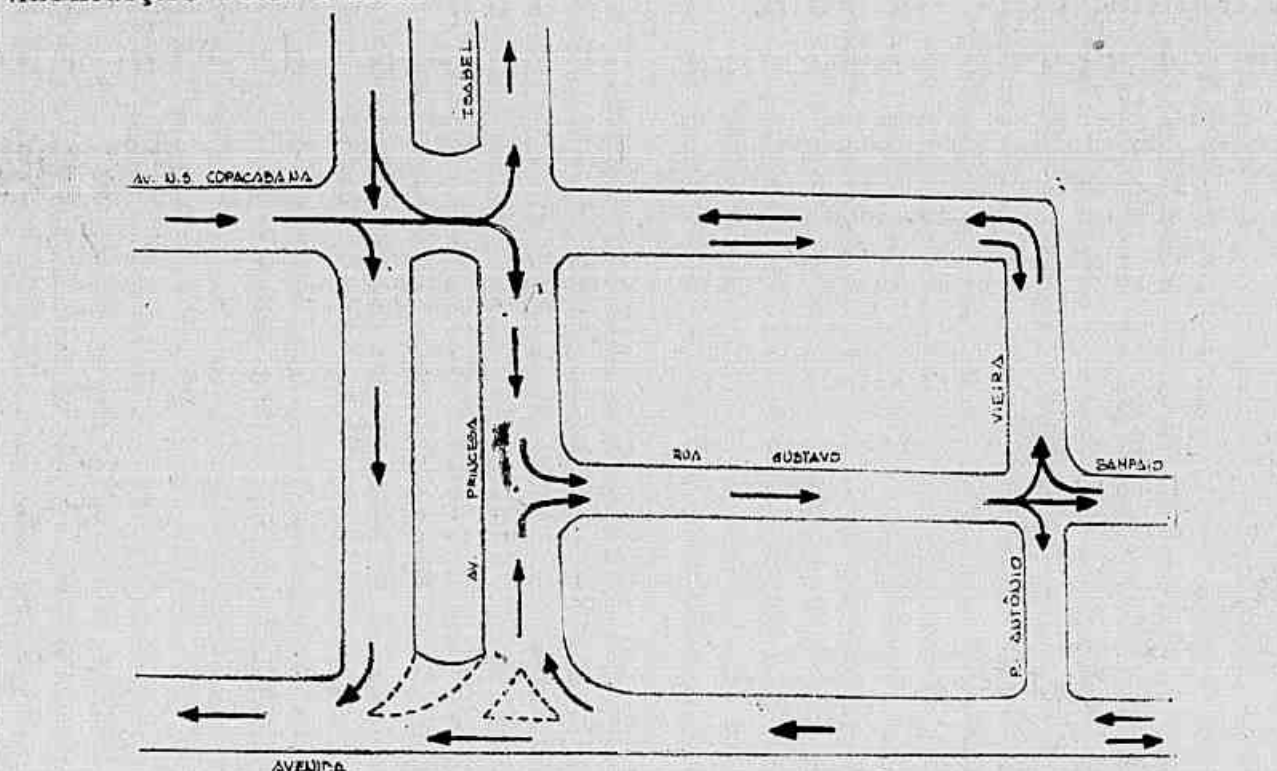 ISABEL
AV. N.S COPACABANA
VIEIRA
PRINCESA
RUA GUSTAVO
SAMPAIO
AV.
P. ANTÔNIO
AVENIDA